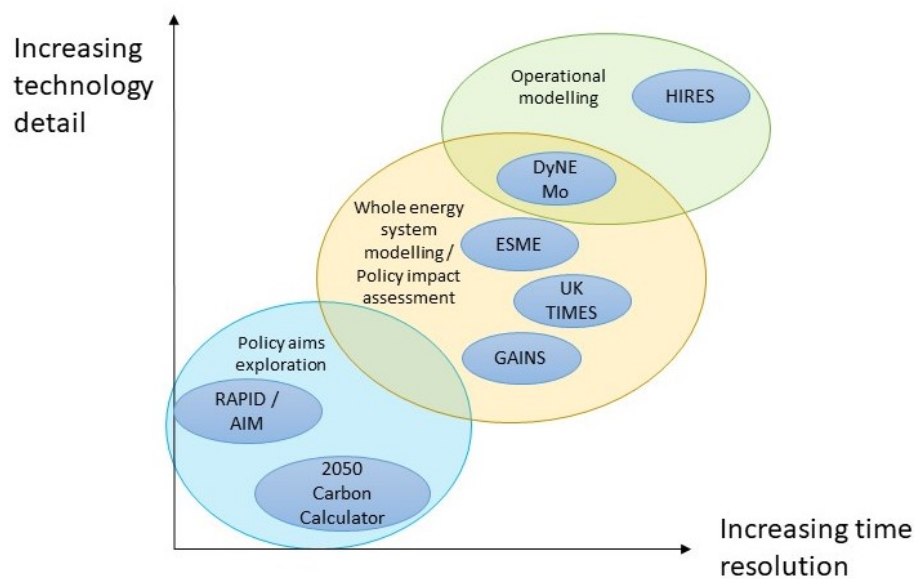 Increasing
technology
detail
Operational
modelling
HIRES
DyNE
Mo
Whole energy
system
modelling /
Policy impact
assessment
ESME
UK
TIMES
GAINS
Policy aims
exploration
RAPID /
AIM
2050
Carbon
Calculator
Increasing time
resolution